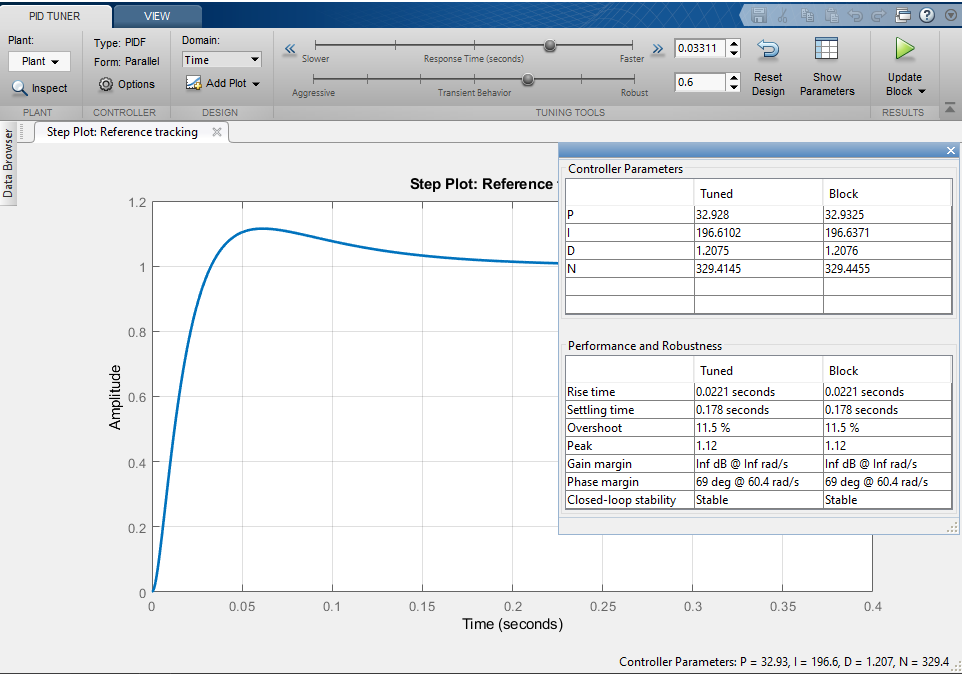 PID TUNER VIEW
Plant: Type: PIDF Domain:
Plant Form: Parallel Time
Slower Response Time (seconds) Faster 0.03311
Inspect Options Add Plot
Aggressive Transient Behavior Robust 0.6
Reset Design
Show Parameters
Update Block
PLANT CONTROLLER DESIGN TUNING TOOLS RESULTS
Data Browser
Step Plot: Reference tracking
Step Plot: Reference
Amplitude
1.2
1
0.8
0.6
0.4
0.2
0
0 0.05 0.1 0.15 0.2 0.25 0.3 0.35 0.4
Time (seconds)
Controller Parameters
Tuned Block
P 32.928 32.9325
I 196.6102 196.6371
D 1.2075 1.2076
N 329.4145 329.4455
Performance and Robustness
Tuned Block
Rise time 0.0221 seconds 0.0221 seconds
Settling time 0.178 seconds 0.178 seconds
Overshoot 11.5 % 11.5 %
Peak 1.12 1.12
Gain margin Inf dB @ Inf rad/s Inf dB @ Inf rad/s
Phase margin 69 deg @ 60.4 rad/s 69 deg @ 60.4 rad/s
Closed-loop stability Stable Stable
Controller Parameters: P = 32.93, I = 196.6, D = 1.207, N = 329.4